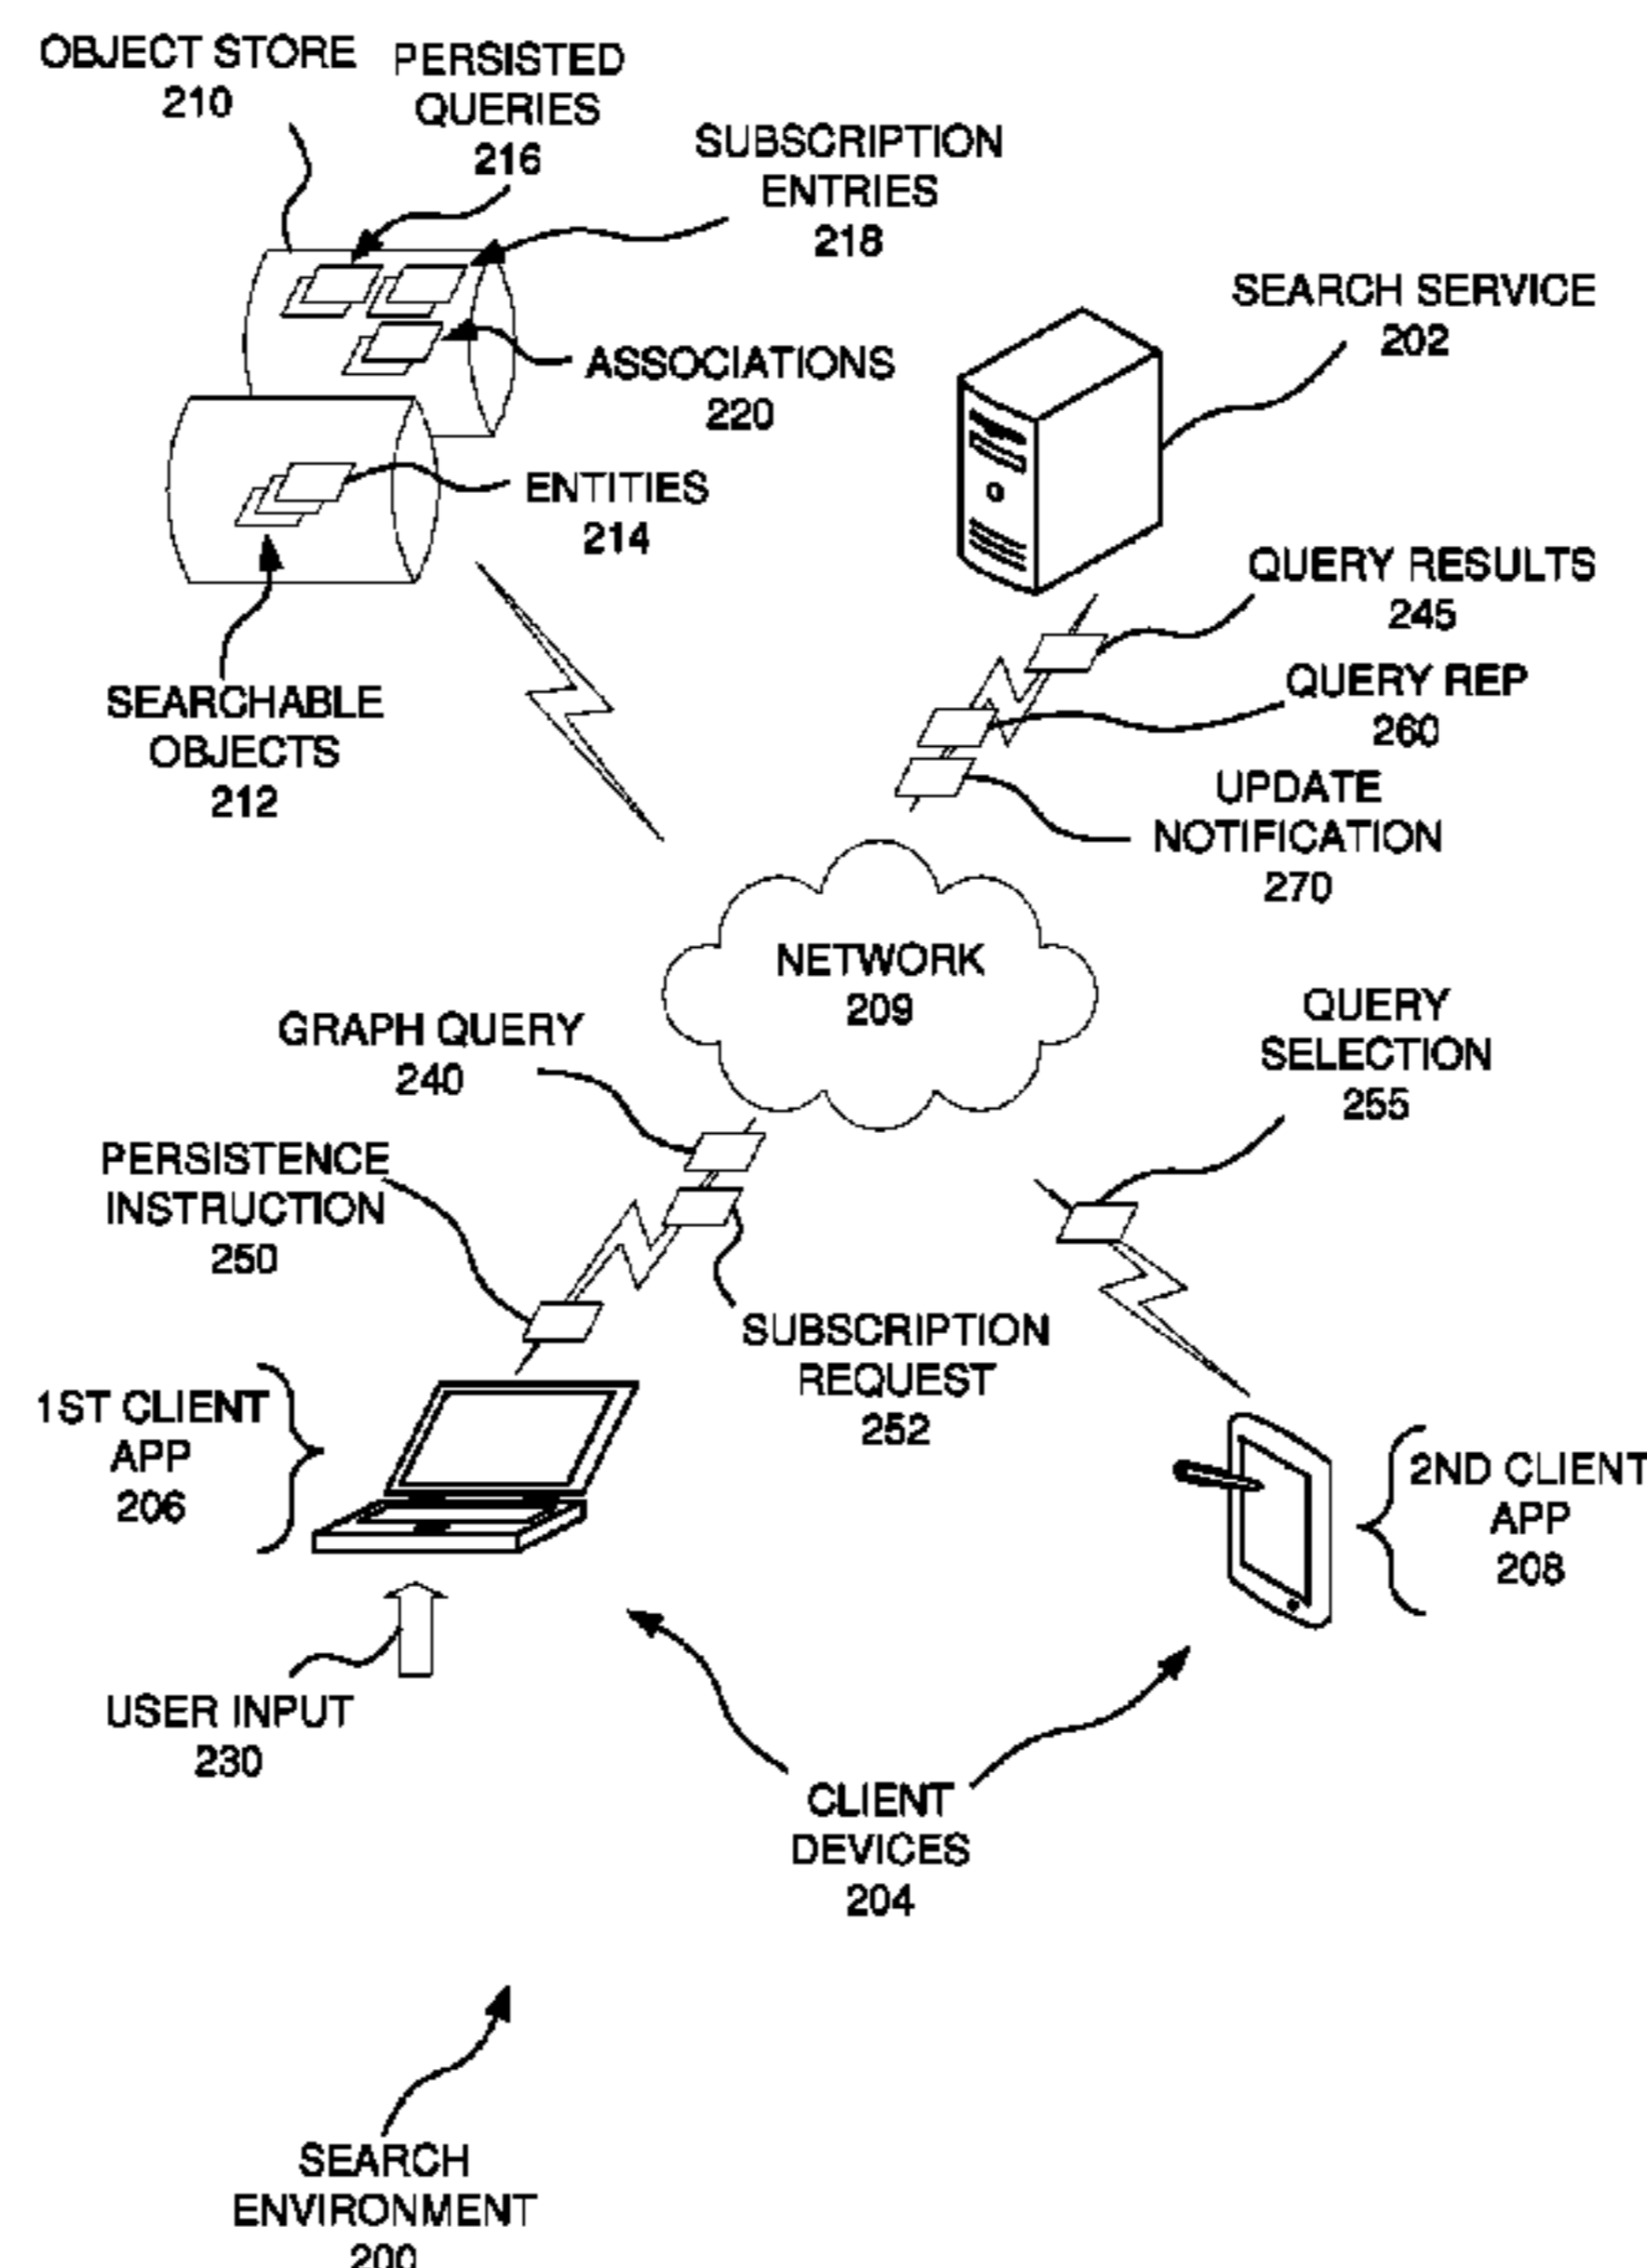 OBJECT STORE
210
PERSISTED
QUERIES
216
SUBSCRIPTION
ENTRIES
218
SEARCH SERVICE
202
ASSOCIATIONS
220
ENTITIES
214
QUERY RESULTS
245
QUERY REP
260
SEARCHABLE
OBJECTS
212
UPDATE
NOTIFICATION
270
NETWORK
209
GRAPH QUERY
240
QUERY
SELECTION
255
PERSISTENCE
INSTRUCTION
250
SUBSCRIPTION
REQUEST
252
1ST CLIENT
APP
206
2ND CLIENT
APP
208
USER INPUT
230
CLIENT
DEVICES
204
SEARCH
ENVIRONMENT
200